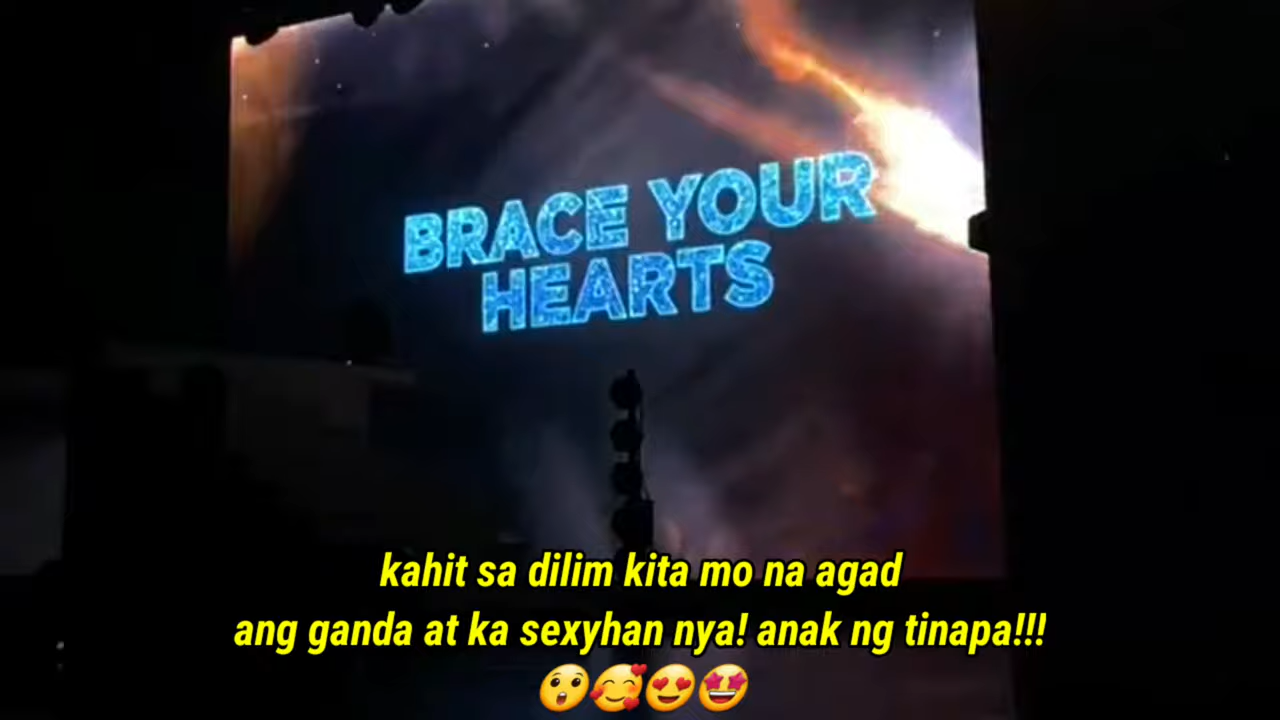 BRACE YOUR
HEARTS
kahit sa dilim kita mo na agad
ang ganda at ka sexyhan nya! anak ng tinapa!!!
😲🥰😍🤩